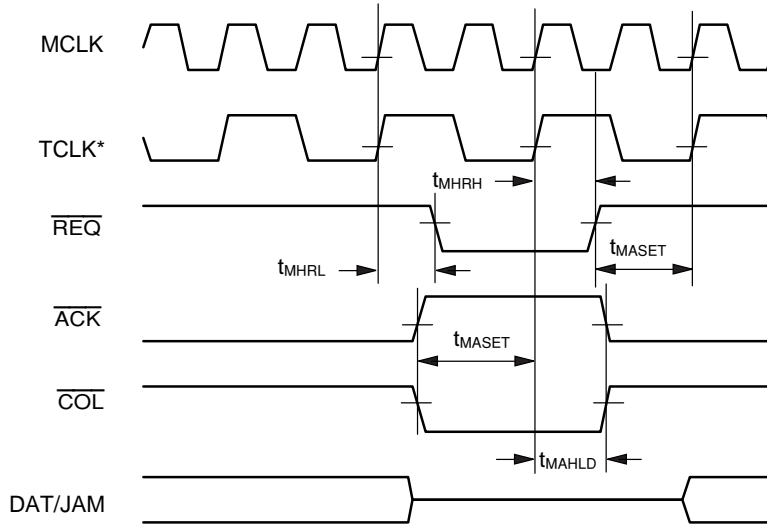 MCLK
TCLK*
tMHRH
REQ
tMASET
tMHRL
ACK
tMASET
COL
tMAHLD
DAT/JAM